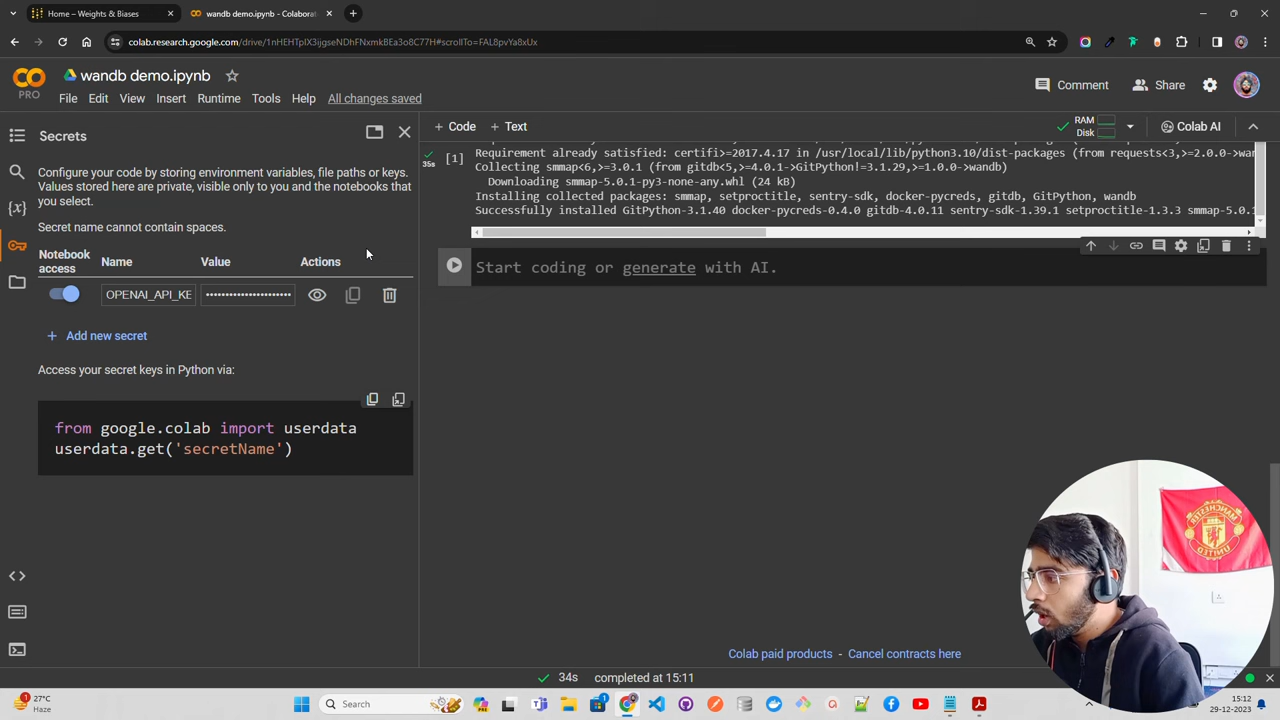 Home – Weights & Biases
wandb demo.ipynb - Colaborat
colab.research.google.com/drive/1nHEHTpIX3ijgseNDhFNxmkBEa3o8C77H#scrollTo=FAL8pvYa8xUx
wandb demo.ipynb
PRO
File Edit View Insert Runtime Tools Help All changes saved
Comment Share
Secrets
+ Code + Text
RAM
Disk
Colab AI
Configure your code by storing environment variables, file paths or keys.
Values stored here are private, visible only to you and the notebooks that
you select.
Secret name cannot contain spaces.
Notebook
access
Name Value Actions
OPENAI_API_KE
+ Add new secret
Access your secret keys in Python via:
from google.colab import userdata
userdata.get('secretName')
35s
[1]
Requirement already satisfied: certifi>=2017.4.17 in /usr/local/lib/python3.10/dist-packages (from requests<3,>=2.0.0->wan
Collecting smmap<6,>=3.0.1 (from gitdb<5,>=4.0.1->GitPython!=3.1.29,>=1.0.0->wandb)
Downloading smmap-5.0.1-py3-none-any.whl (24 kB)
Installing collected packages: smmap, setproctitle, sentry-sdk, docker-pycreds, gitdb, GitPython, wandb
Successfully installed GitPython-3.1.40 docker-pycreds-0.4.0 gitdb-4.0.11 sentry-sdk-1.39.1 setproctitle-1.3.3 smmap-5.0.
Start coding or generate with AI.
MANCHESTER
UNITED
Colab paid products - Cancel contracts here
34s completed at 15:11
27°C
Haze
Search
15:12
29-12-2023